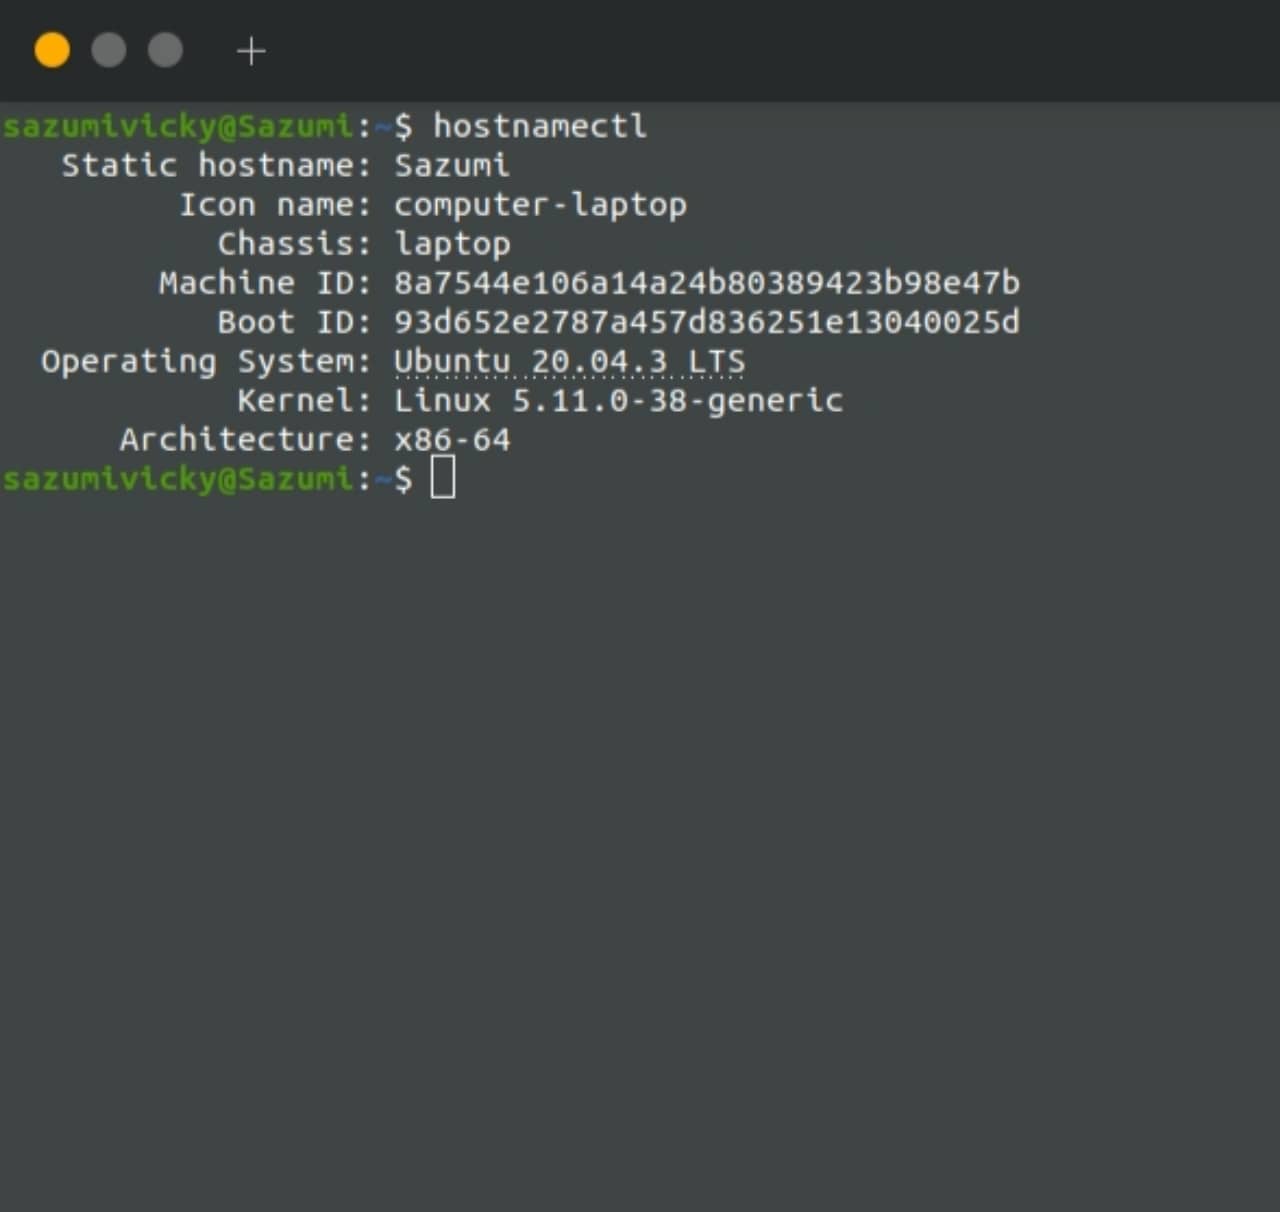 sazumivicky@Sazumi:~$ hostnamectl
Static hostname: Sazumi
Icon name: computer-laptop
Chassis: laptop
Machine ID: 8a7544e106a14a24b80389423b98e47b
Boot ID: 93d652e2787a457d836251e13040025d
Operating System: Ubuntu 20.04.3 LTS
Kernel: Linux 5.11.0-38-generic
Architecture: x86-64
sazumivicky@Sazumi:~$